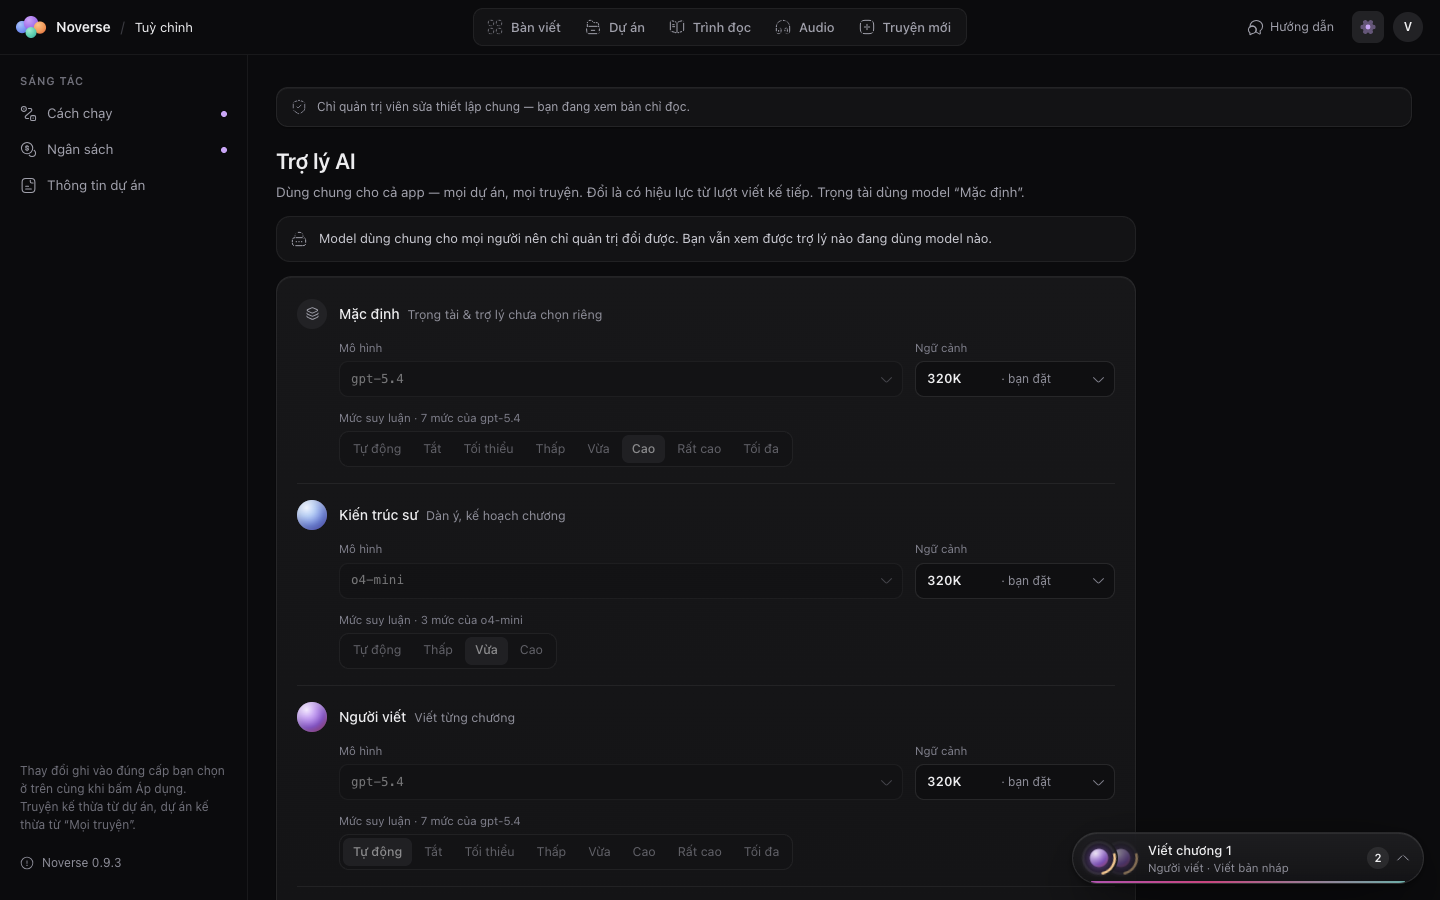 Noverse / Tuỳ chỉnh
Bàn viết
Dự án
Trình đọc
Audio
Truyện mới
Hướng dẫn
V
SÁNG TÁC
Cách chạy
Ngân sách
Thông tin dự án
Thay đổi ghi vào đúng cấp bạn chọn
ở trên cùng khi bấm Áp dụng.
Truyện kế thừa từ dự án, dự án kế
thừa từ “Mọi truyện”.
Noverse 0.9.3
Chỉ quản trị viên sửa thiết lập chung — bạn đang xem bản chỉ đọc.
Trợ lý AI
Dùng chung cho cả app — mọi dự án, mọi truyện. Đổi là có hiệu lực từ lượt viết kế tiếp. Trọng tài dùng model “Mặc định”.
Model dùng chung cho mọi người nên chỉ quản trị đổi được. Bạn vẫn xem được trợ lý nào đang dùng model nào.
Mặc định Trọng tài & trợ lý chưa chọn riêng
Mô hình
Ngữ cảnh
gpt-5.4
320K · bạn đặt
Mức suy luận · 7 mức của gpt-5.4
Tự động Tắt Tối thiểu Thấp Vừa Cao Rất cao Tối đa
Kiến trúc sư Dàn ý, kế hoạch chương
Mô hình
Ngữ cảnh
o4-mini
320K · bạn đặt
Mức suy luận · 3 mức của o4-mini
Tự động Thấp Vừa Cao
Người viết Viết từng chương
Mô hình
Ngữ cảnh
gpt-5.4
320K · bạn đặt
Mức suy luận · 7 mức của gpt-5.4
Tự động Tắt Tối thiểu Thấp Vừa Cao Rất cao Tối đa
Viết chương 1
Người viết · Viết bản nháp
2